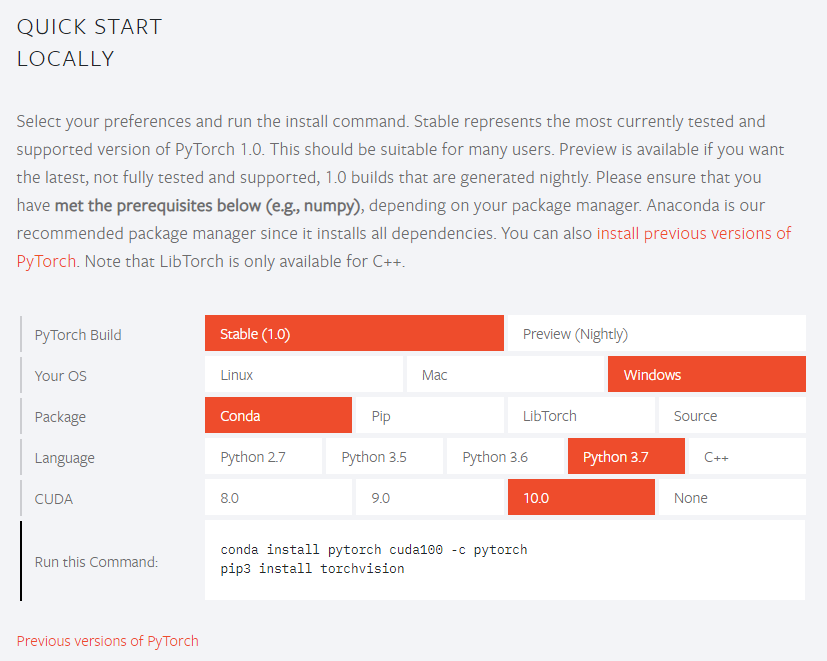 QUICK START
LOCALLY
Select your preferences and run the install command. Stable represents the most currently tested and
supported version of PyTorch 1.0. This should be suitable for many users. Preview is available if you want
the latest, not fully tested and supported, 1.0 builds that are generated nightly. Please ensure that you
have met the prerequisites below (e.g., numpy), depending on your package manager. Anaconda is our
recommended package manager since it installs all dependencies. You can also install previous versions of
PyTorch. Note that LibTorch is only available for C++.
PyTorch Build Stable (1.0) Preview (Nightly)
Your OS Linux Mac Windows
Package Conda Pip LibTorch Source
Language Python 2.7 Python 3.5 Python 3.6 Python 3.7 C++
CUDA 8.0 9.0 10.0 None
Run this Command:
conda install pytorch cuda100 -c pytorch
pip3 install torchvision
Previous versions of PyTorch